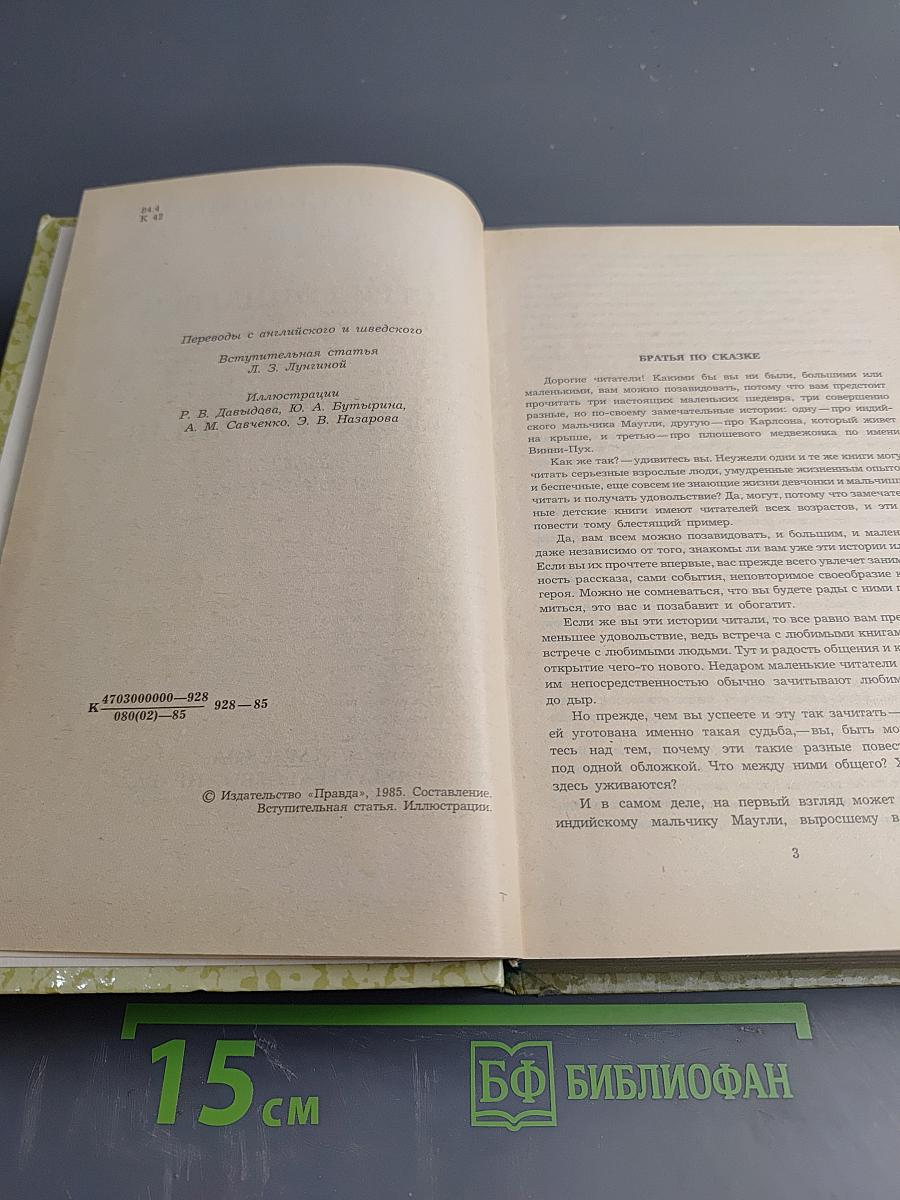 84.4
К 42
Переводы с английского и шведского
Вступительная статья
Л. З. Лунгиной
Иллюстрации
Р. В. Давыдова, Ю. А. Бутырина,
А. М. Савченко, Э. В. Назарова
К 4703000000—928
080(02)—85
928—85
© Издательство «Правда», 1985. Составление.
Вступительная статья. Иллюстрации.
БРАТЬЯ ПО СКАЗКЕ
Дорогие читатели! Какими бы вы ни были, большими или
маленькими, вам можно позавидовать, потому что вам предстоит
прочитать три настоящих маленьких шедевра, три совершенно
разные, но по-своему замечательные истории: одну — про индий-
ского мальчика Маугли, другую — про Карлсона, который живет
на крыше, и третью — про плюшевого медвежонка по имени
Винни-Пух.
Как же так? — удивитесь вы. Неужели одни и те же книги могу
читать серьезные взрослые люди, умудренные жизненным опыто
и беспечные, еще совсем не знающие жизни девчонки и мальчиш
читать и получать удовольствие? Да, могут, потому что замечате
ные детские книги имеют читателей всех возрастов, и эти
повести тому блестящий пример.
Да, вам всем можно позавидовать, и большим, и мален
даже независимо от того, знакомы ли вам уже эти истории ил
Если вы их прочтете впервые, вас прежде всего увлечет заним
ность рассказа, сами события, неповторимое своеобразие к
героя. Можно не сомневаться, что вы будете рады с ними п
миться, это вас и позабавит и обогатит.
Если же вы эти истории читали, то все равно вам пре
меньшее удовольствие, ведь встреча с любимыми книгам
встрече с любимыми людьми. Тут и радость общения и к
открытие чего-то нового. Недаром маленькие читатели
им непосредственностью обычно зачитывают любим
до дыр.
Но прежде, чем вы успеете и эту так зачитать —
ей уготована именно такая судьба,— вы, быть мо
тесь над тем, почему эти такие разные повест
под одной обложкой. Что между ними общего?
здесь уживаются?
И в самом деле, на первый взгляд может
индийскому мальчику Маугли, выросшему в
3
15 см
БФ БИБЛИОФАН